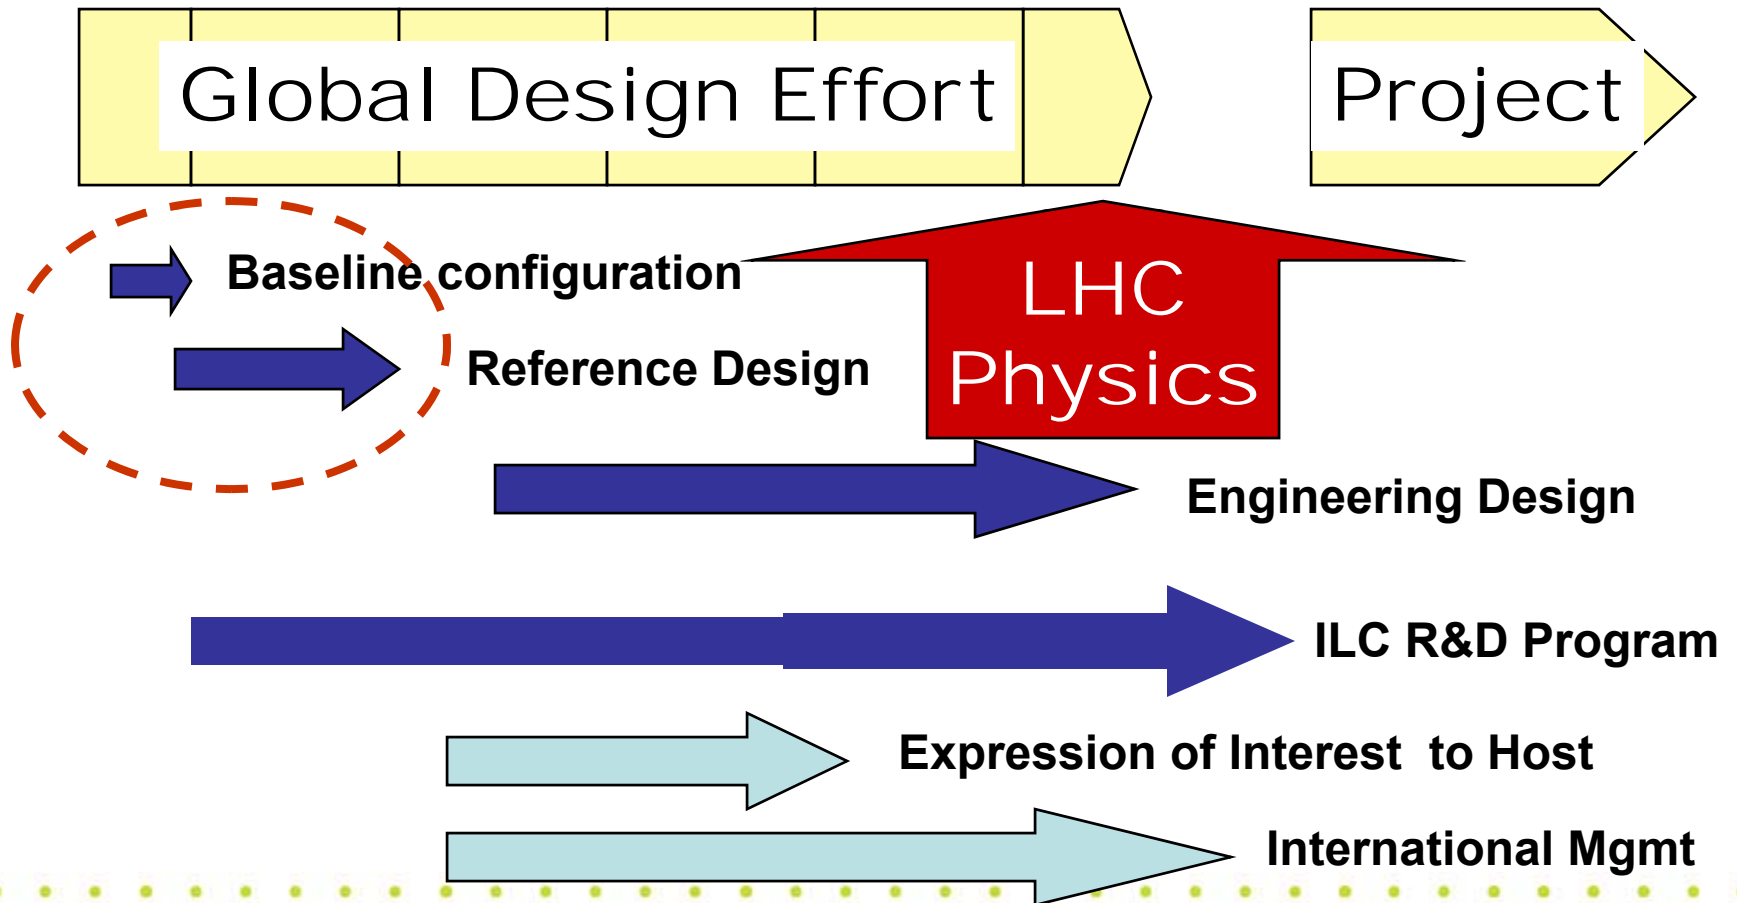 Global Design Effort
Project
Baseline configuration
LHC
Physics
Reference Design
Engineering Design
ILC R&D Program
Expression of Interest to Host
International Mgmt